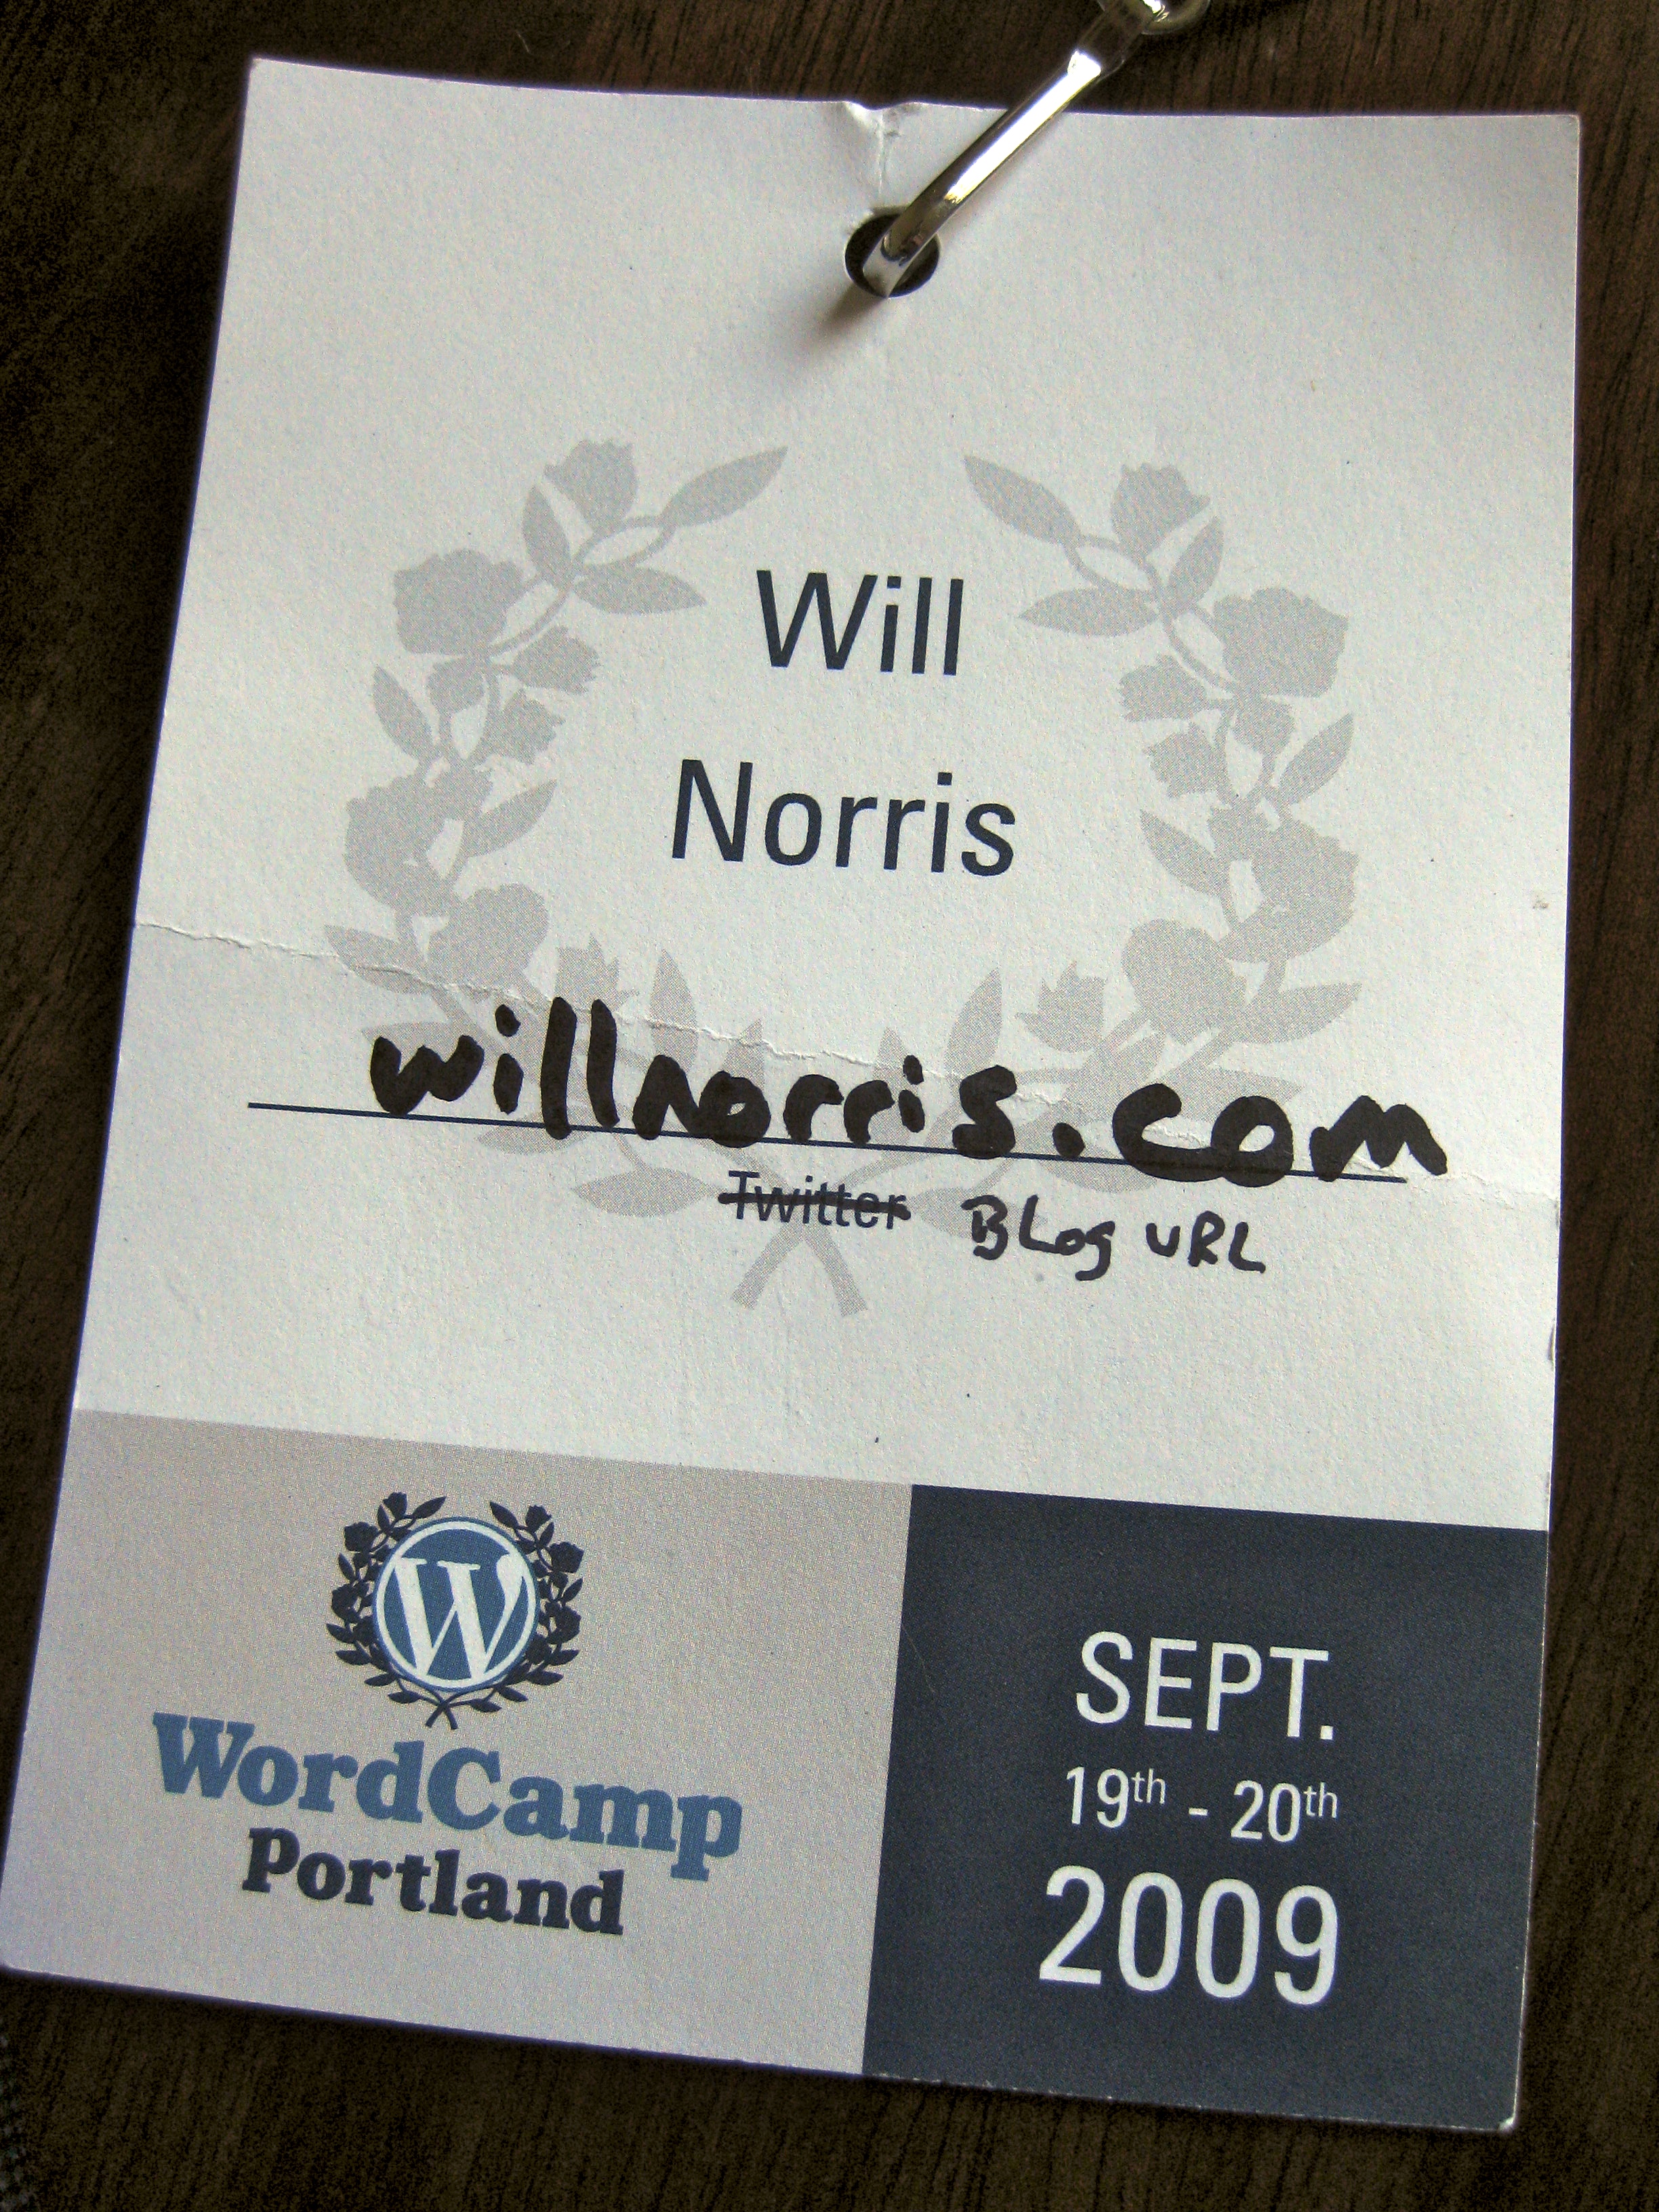 Will
Norris
willnorris.com
Twitter Blog URL
W
WordCamp
Portland
SEPT.
19th - 20th
2009